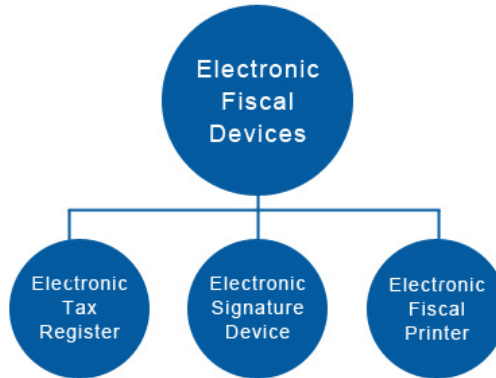 Electronic
Fiscal
Devices
Electronic
Tax
Register
Electronic
Signature
Device
Electronic
Fiscal
Printer